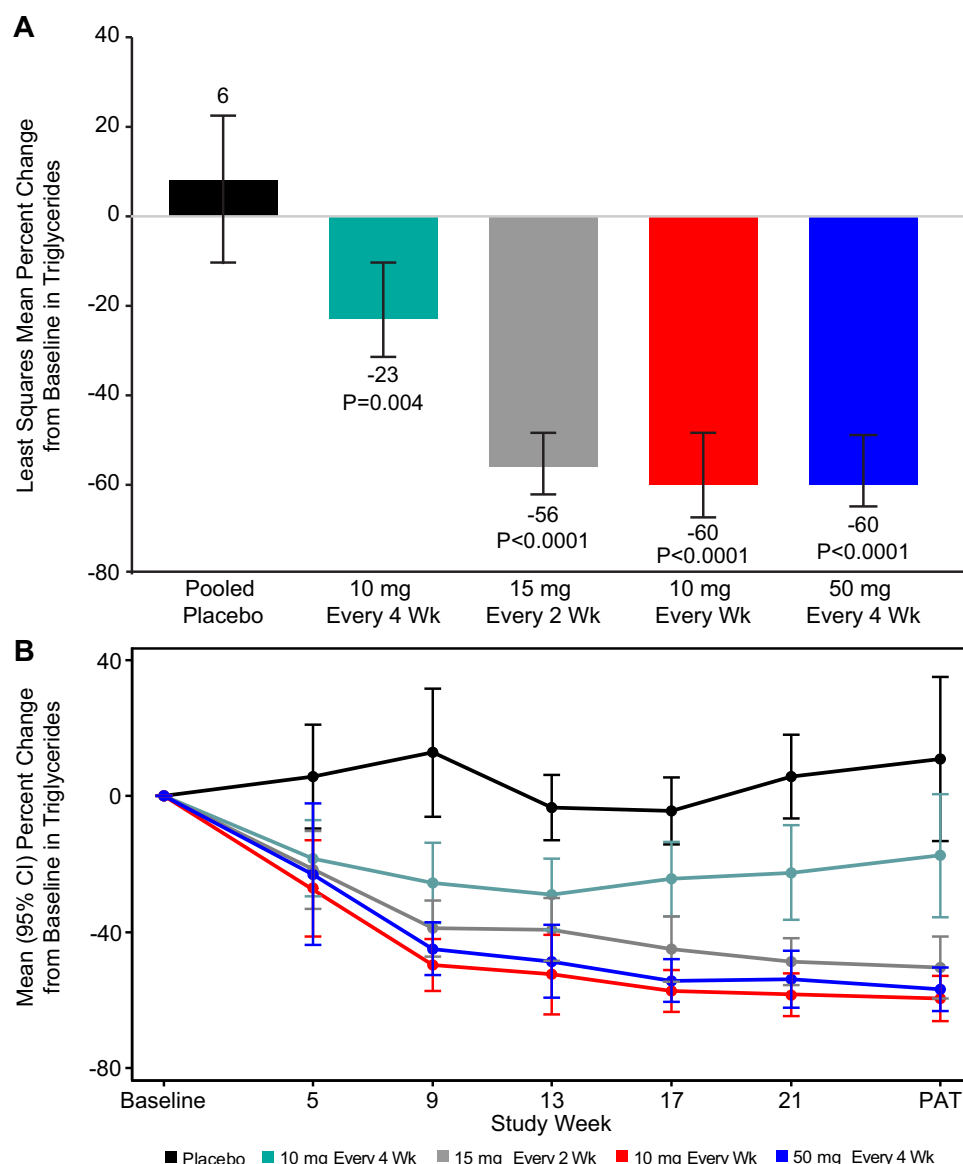 A
Least Squares Mean Percent Change
from Baseline in Triglycerides
40
20
0
-20
-40
-60
-80
6
-23
P=0.004
-56
P<0.0001
-60
P<0.0001
-60
P<0.0001
Pooled
Placebo
10 mg
Every 4 Wk
15 mg
Every 2 Wk
10 mg
Every Wk
50 mg
Every 4 Wk
B
Mean (95% CI) Percent Change
from Baseline in Triglycerides
40
0
-40
-80
Baseline 5 9 13 17 21 PAT
Study Week
Placebo 10 mg Every 4 Wk 15 mg Every 2 Wk 10 mg Every Wk 50 mg Every 4 Wk